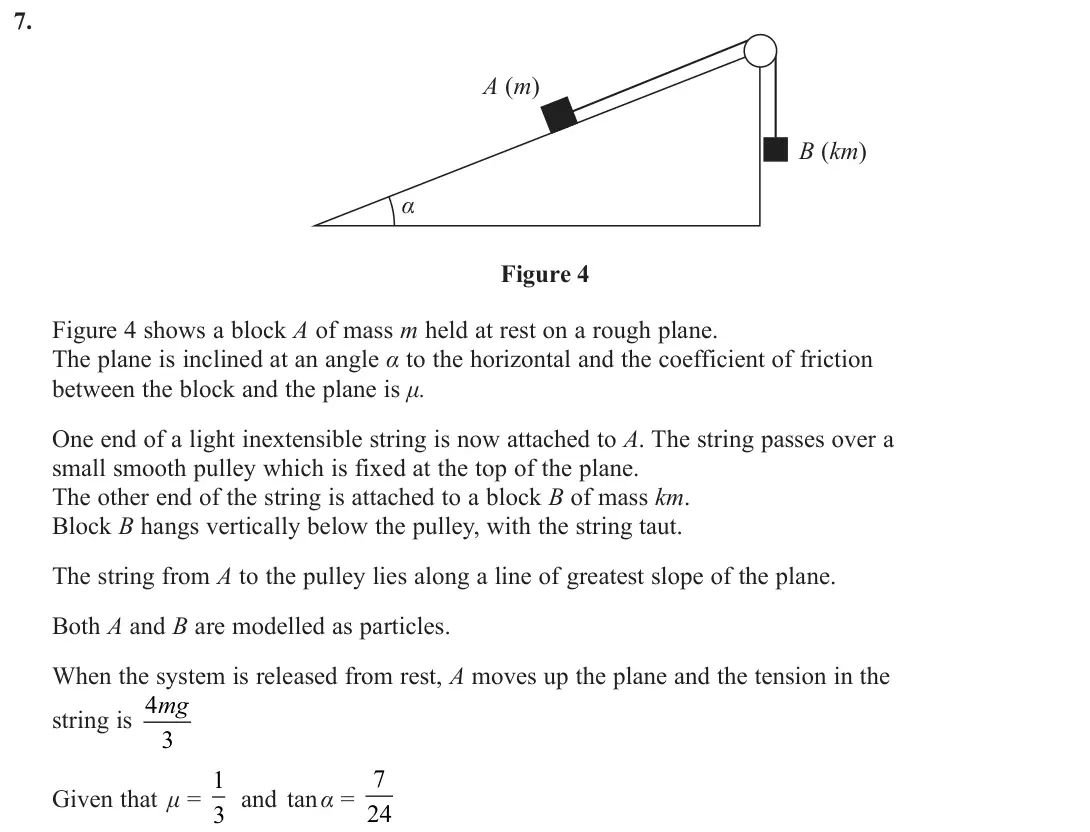 7.
A (m)
B (km)
α
Figure 4
Figure 4 shows a block A of mass m held at rest on a rough plane.
The plane is inclined at an angle α to the horizontal and the coefficient of friction
between the block and the plane is μ.
One end of a light inextensible string is now attached to A. The string passes over a
small smooth pulley which is fixed at the top of the plane.
The other end of the string is attached to a block B of mass km.
Block B hangs vertically below the pulley, with the string taut.
The string from A to the pulley lies along a line of greatest slope of the plane.
Both A and B are modelled as particles.
When the system is released from rest, A moves up the plane and the tension in the
string is 4mg/3
Given that μ = 1/3 and tan α = 7/24